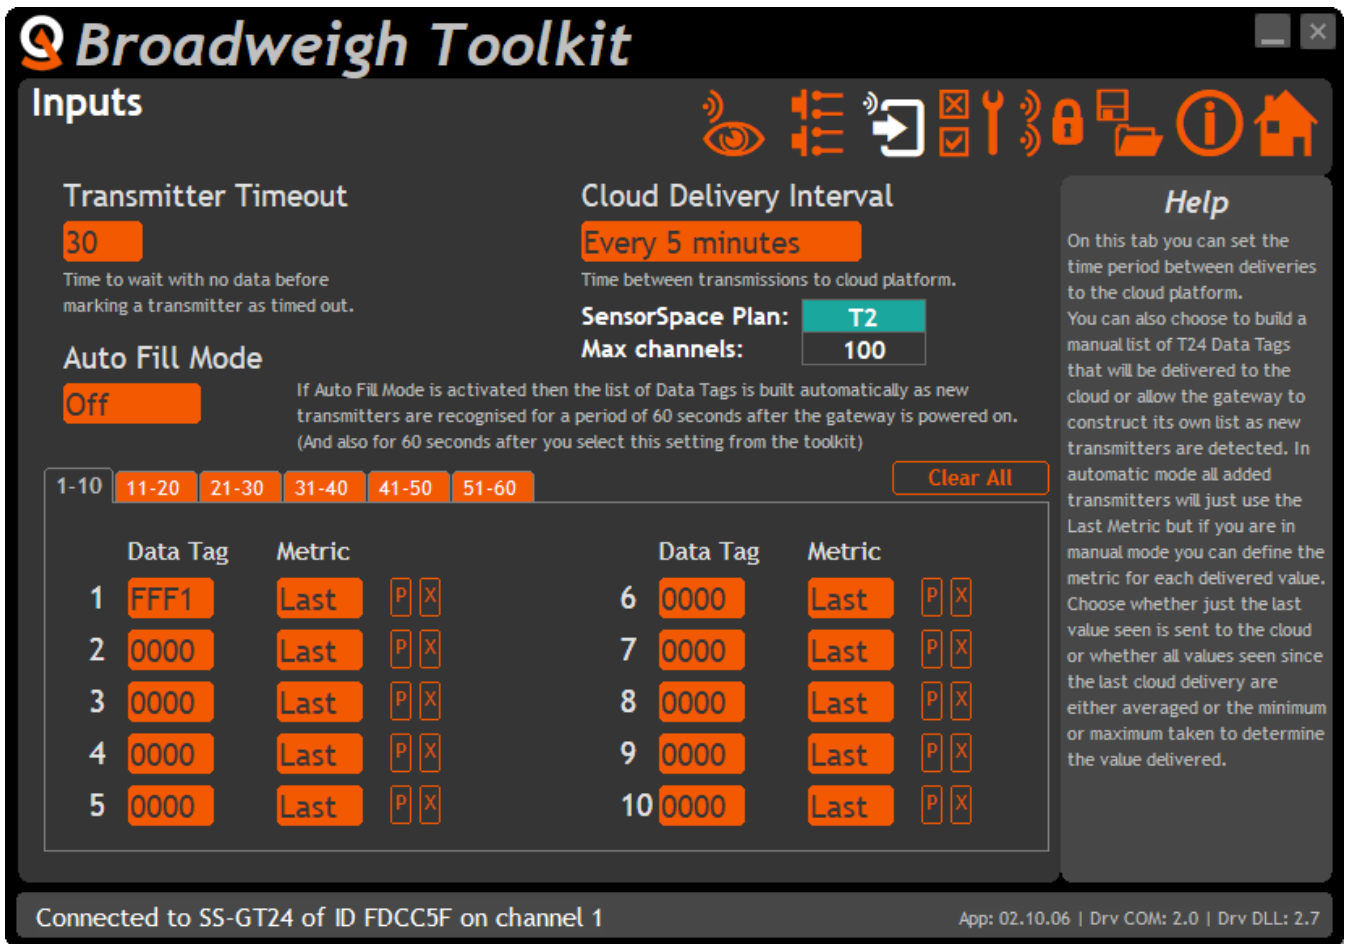 Broadweigh Toolkit
Inputs
Transmitter Timeout
30
Time to wait with no data before
marking a transmitter as timed out.
Cloud Delivery Interval
Every 5 minutes
Time between transmissions to cloud platform.
SensorSpace Plan: T2
Max channels: 100
Auto Fill Mode
Off
If Auto Fill Mode is activated then the list of Data Tags is built automatically as new
transmitters are recognised for a period of 60 seconds after the gateway is powered on.
(And also for 60 seconds after you select this setting from the toolkit)
1-10 11-20 21-30 31-40 41-50 51-60 Clear All
Data Tag Metric Data Tag Metric
1 FFF1 Last P X 6 0000 Last P X
2 0000 Last P X 7 0000 Last P X
3 0000 Last P X 8 0000 Last P X
4 0000 Last P X 9 0000 Last P X
5 0000 Last P X 10 0000 Last P X
Help
On this tab you can set the
time period between deliveries
to the cloud platform.
You can also choose to build a
manual list of T24 Data Tags
that will be delivered to the
cloud or allow the gateway to
construct its own list as new
transmitters are detected. In
automatic mode all added
transmitters will just use the
Last Metric but if you are in
manual mode you can define the
metric for each delivered value.
Choose whether just the last
value seen is sent to the cloud
or whether all values seen since
the last cloud delivery are
either averaged or the minimum
or maximum taken to determine
the value delivered.
Connected to SS-GT24 of ID FDCC5F on channel 1
App: 02.10.06 | Drv COM: 2.0 | Drv DLL: 2.7